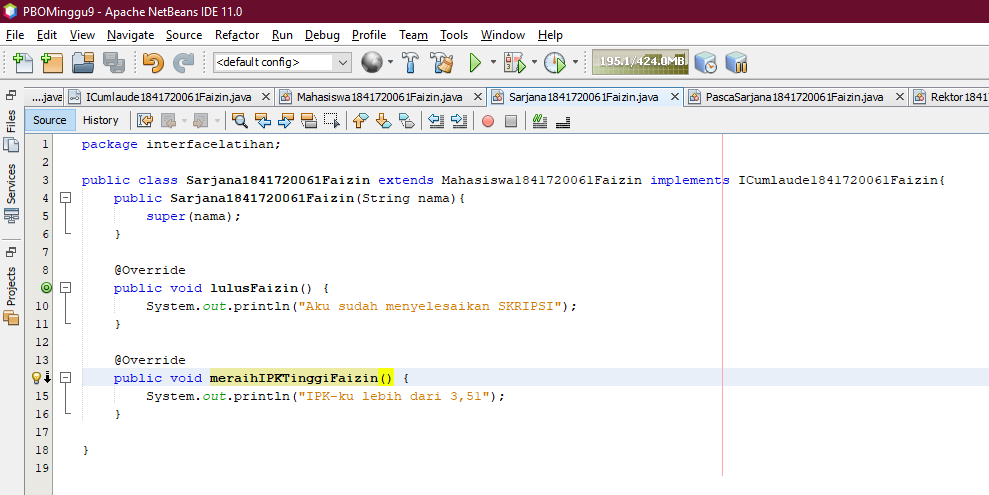 PBOMinggu9 - Apache NetBeans IDE 11.0
File Edit View Navigate Source Refactor Run Debug Profile Team Tools Window Help
<default config> 195.1/424.0MB
....java ICumlaude1841720061Faizin.java Mahasiswa1841720061Faizin.java Sarjana1841720061Faizin.java PascaSarjana1841720061Faizin.java Rektor1841
Source History
Files
Services
Projects
1 package interfacelatihan;
2
3 public class Sarjana1841720061Faizin extends Mahasiswa1841720061Faizin implements ICumlaude1841720061Faizin{
4 public Sarjana1841720061Faizin(String nama){
5 super(nama);
6 }
7
8 @Override
public void lulusFaizin() {
10 System.out.println("Aku sudah menyelesaikan SKRIPSI");
11 }
12
13 @Override
public void meraihIPKTinggiFaizin() {
15 System.out.println("IPK-ku lebih dari 3,51");
16 }
17
18 }
19